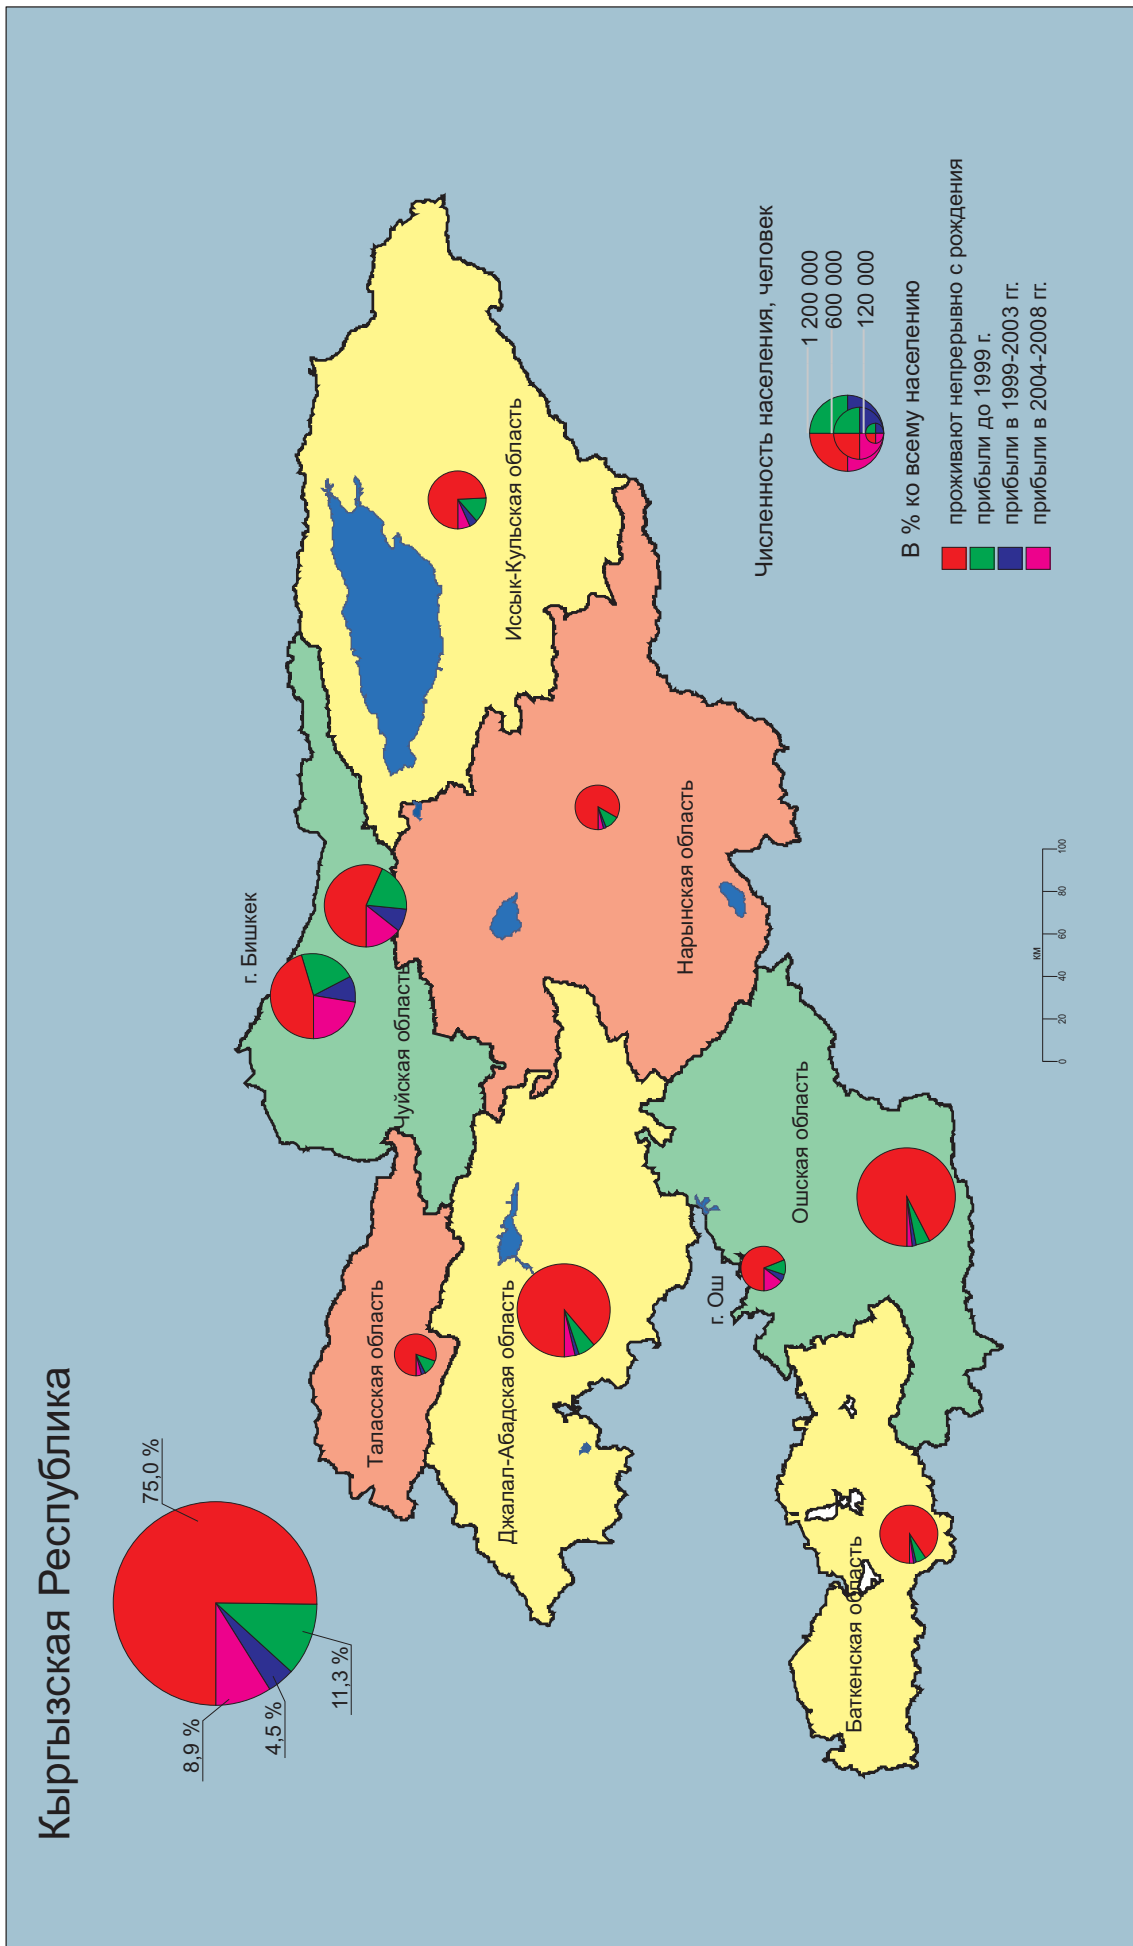 Кыргызская Республика
75,0 %
8,9 %
4,5 %
11,3 %
г. Бишкек
Чуйская область
Иссык-Кульская область
Таласская область
Нарынская область
Джалал-Абадская область
г. Ош
Ошская область
Баткенская область
км
0 20 40 60 80 100
Численность населения, человек
1 200 000
600 000
120 000
В % ко всему населению
проживают непрерывно с рождения
прибыли до 1999 г.
прибыли в 1999-2003 гг.
прибыли в 2004-2008 гг.